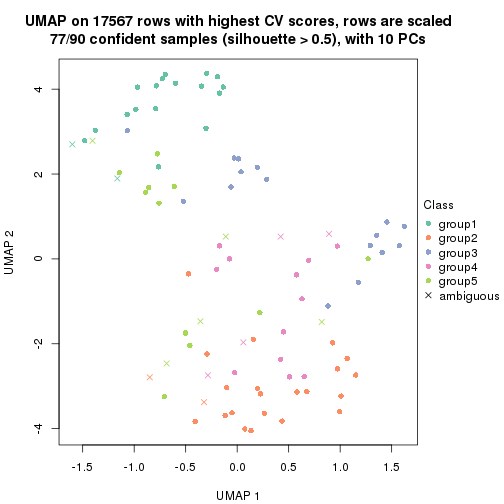 UMAP on 17567 rows with highest CV scores, rows are scaled
77/90 confident samples (silhouette > 0.5), with 10 PCs
4
2
0
-2
-4
UMAP 2
-1.5
-1.0
-0.5
0.0
0.5
1.0
1.5
UMAP 1
Class
group1
group2
group3
group4
group5
ambiguous